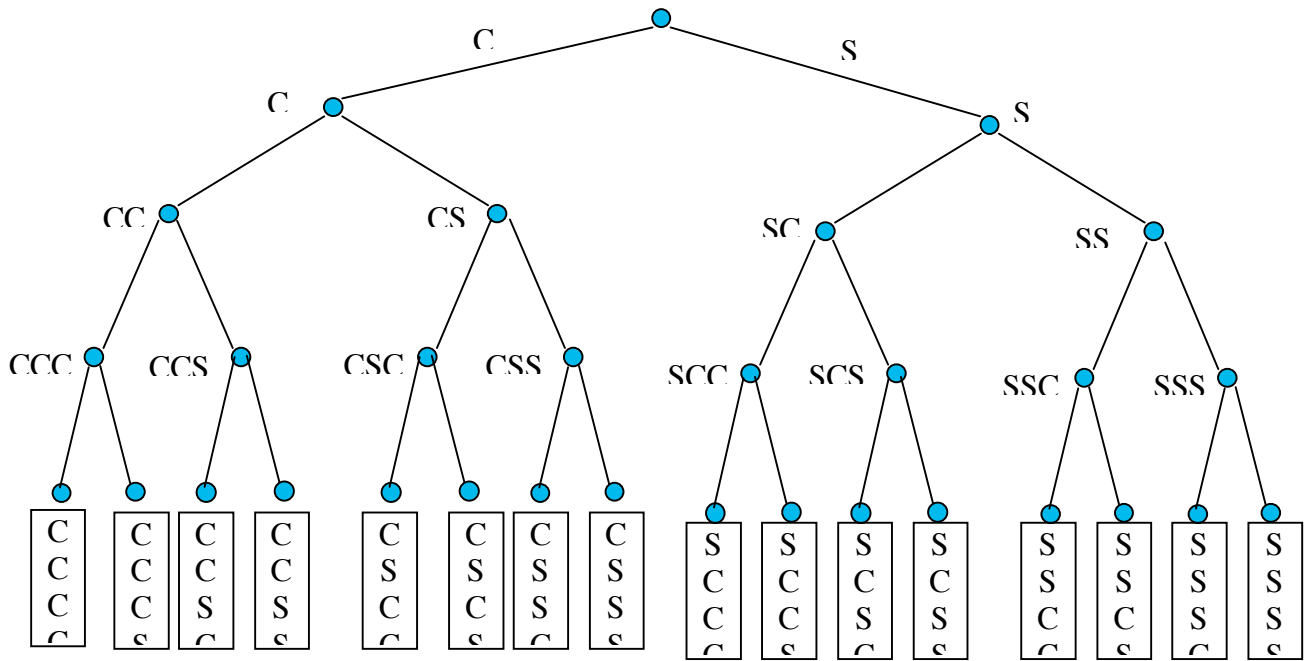 C
S
C
S
CC
CS
SC
SS
CCC
CCS
CSC
CSS
SCC
SCS
SSC
SSS
C C C C
C C C S
C C S C
C C S S
C S C C
C S C S
C S S C
C S S S
S C C C
S C C S
S C S C
S C S S
S S C C
S S C S
S S S C
S S S S